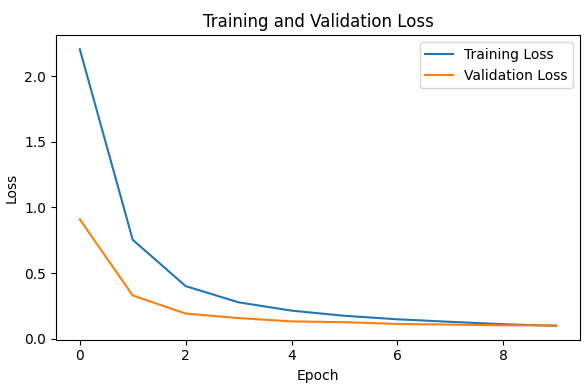 Training and Validation Loss
Training Loss
Validation Loss
2.0
1.5
1.0
0.5
0.0
Loss
0 2 4 6 8
Epoch